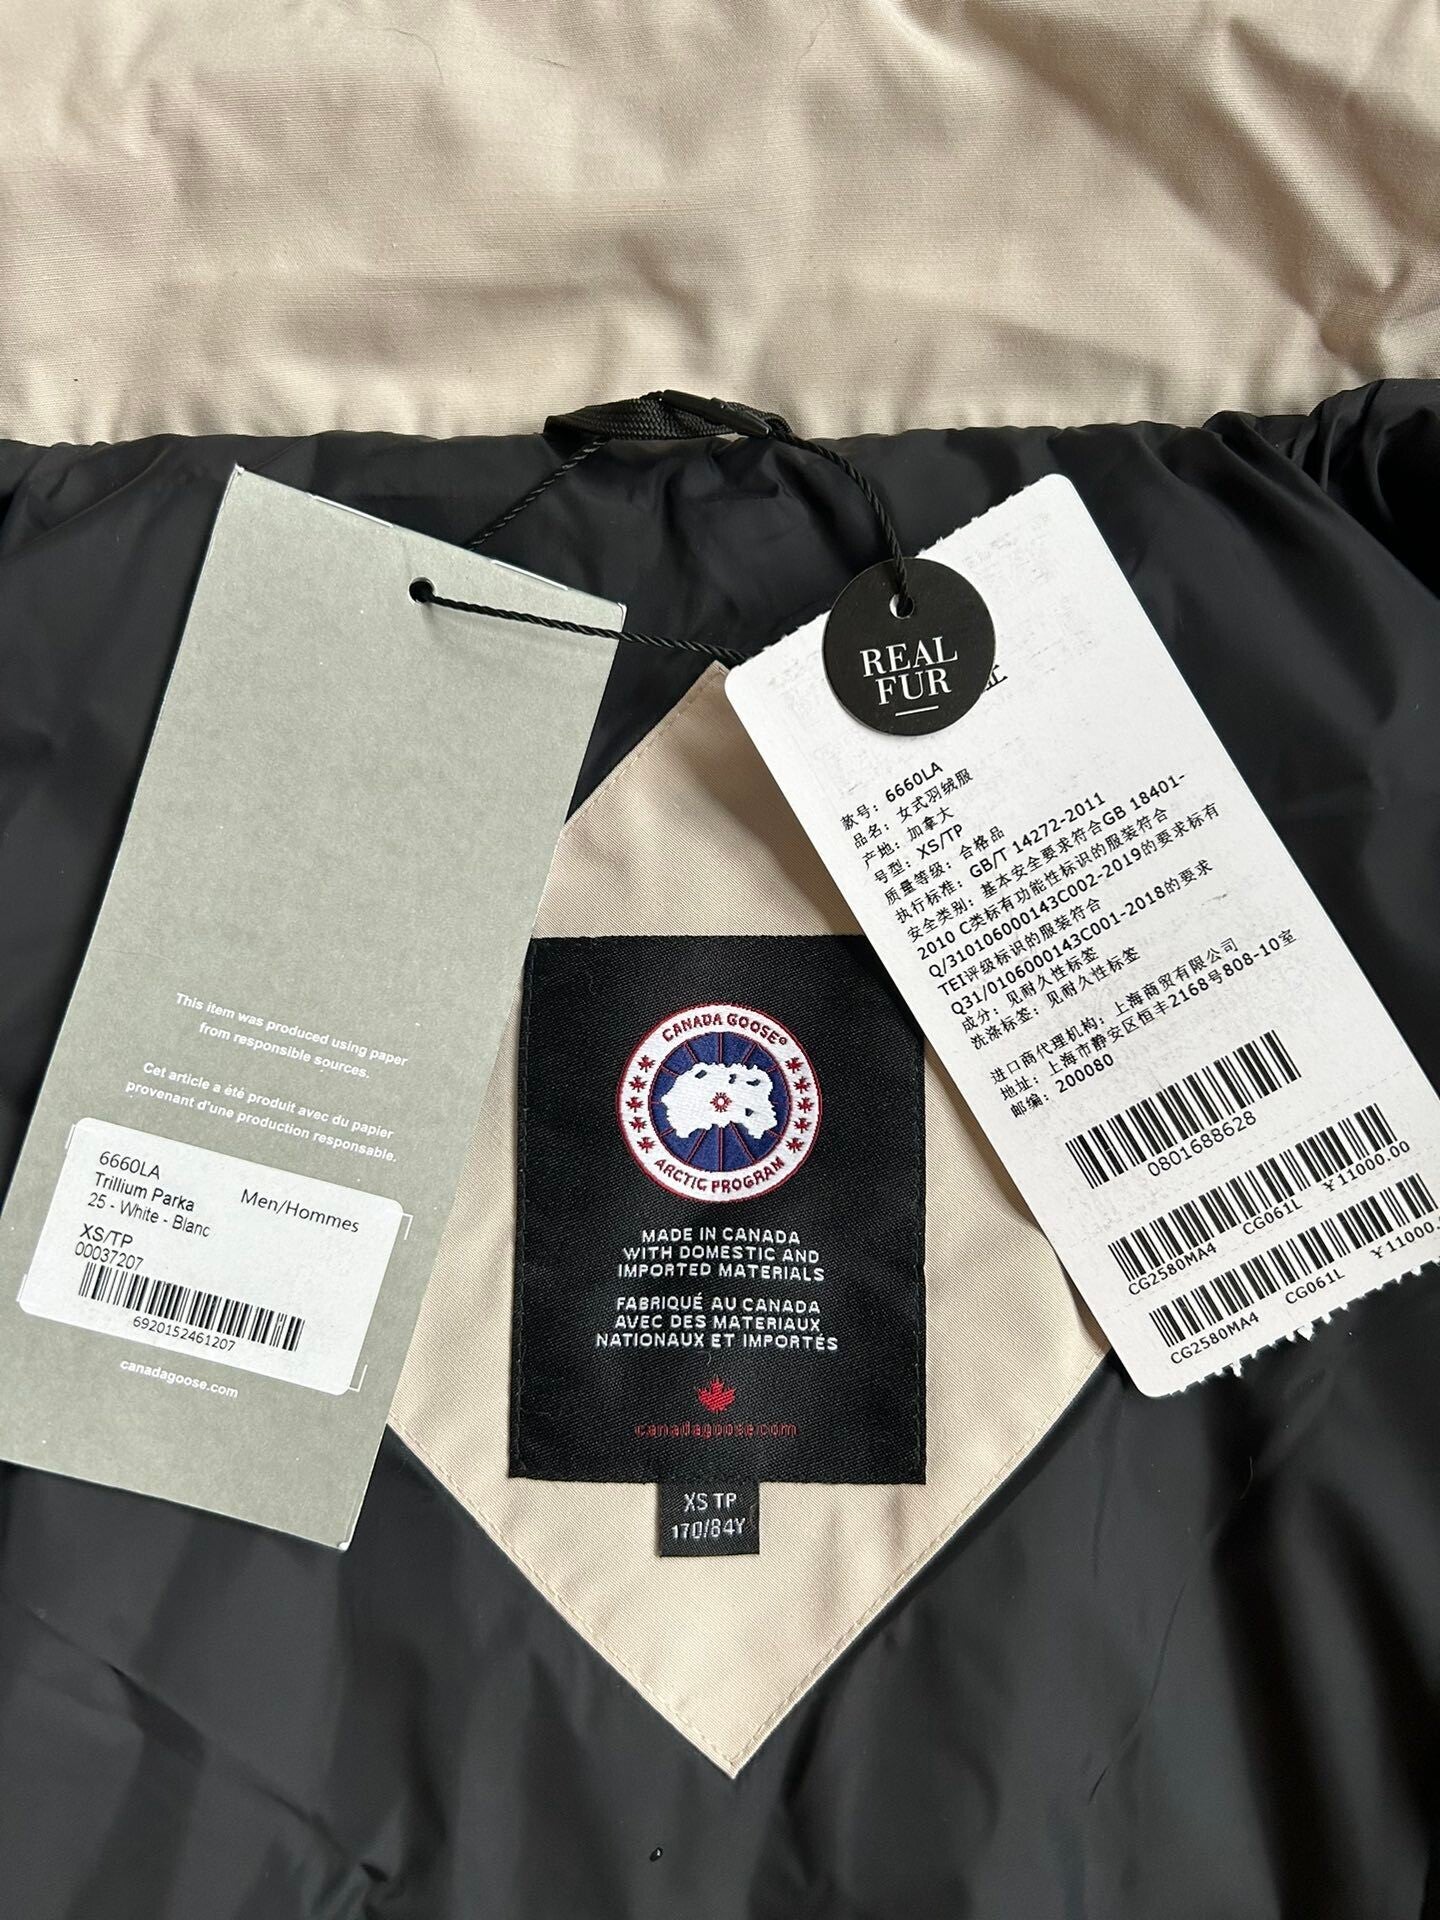 This item was produced using paper
from responsible sources.
Cet article a été produit avec du papier
provenant d'une production responsable.
6660LA
Trillium Parka
25 - White - Blanc
Men/Hommes
XS/TP
00037207
6920152461207
canadagoose.com
CANADA GOOSE®
ARCTIC PROGRAM
MADE IN CANADA
WITH DOMESTIC AND
IMPORTED MATERIALS
FABRIQUÉ AU CANADA
AVEC DES MATERIAUX
NATIONAUX ET IMPORTÉS
canadagoose.com
XS TP
170/84Y
REAL
FUR
证
款号: 6660LA
品名: 女式羽绒服
产地: 加拿大
号型: XS/TP
质量等级: 合格品
执行标准: GB/T 14272-2011
安全类别: 基本安全要求符合GB 18401-
2010 C类标有功能性标识的服装符合
Q/310106000143C002-2019的要求标有
TEI评级标识的服装符合
Q31/0106000143C001-2018的要求
成分: 见耐久性标签
洗涤标签: 见耐久性标签
进口商代理机构: 上海商贸有限公司
地址: 上海市静安区恒丰2168号808-10室
邮编: 200080
0801688628
CG2580MA4 CG061L ¥11000.00
CG2580MA4 CG061L ¥11000.